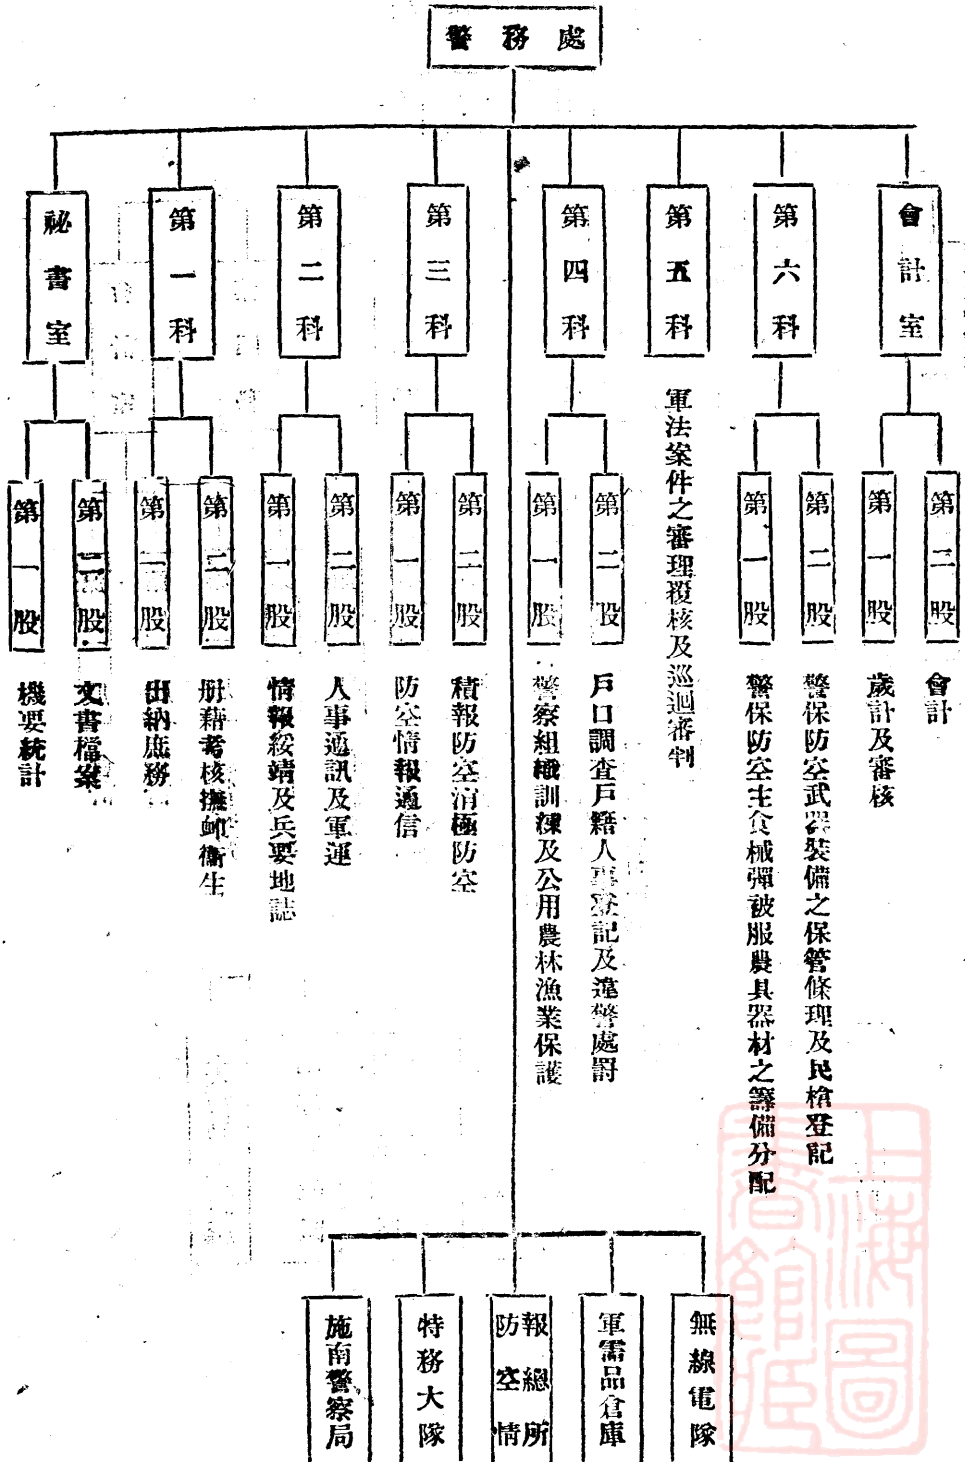 警務處
祕書室
第一科
第二科
第三科
第四科
第五科
第六科
會計室
第一股
第二股
第一股
第二股
第一股
第二股
第一股
第二股
第一股
第二股
第一股
第二股
第一股
第二股
機要統計
文書檔案
出納庶務
册藉考核撫卹衞生
情報綏靖及兵要地誌
人事通訊及軍運
防空情報通信
積報防空消極防空
警察組織訓練及公用農林漁業保護
戶口調查戶籍人事登記及違警處罰
軍法案件之審理覆核及巡迴審判
警保防空主食械彈被服農具器材之籌備分配
警保防空武器裝備之保管條理及民槍登記
歲計及審核
會計
施南警察局
特務大隊
防空情
報總所
軍需品倉庫
無線電隊
上海圖
書館藏